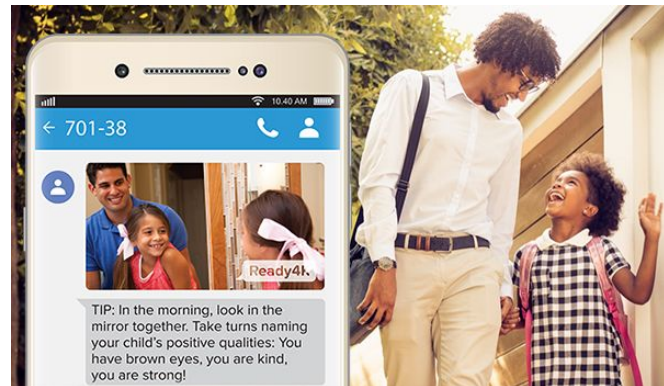 10.40 AM
701-38
Ready4K
TIP: In the morning, look in the
mirror together. Take turns naming
your child's positive qualities: You
have brown eyes, you are kind,
you are strong!